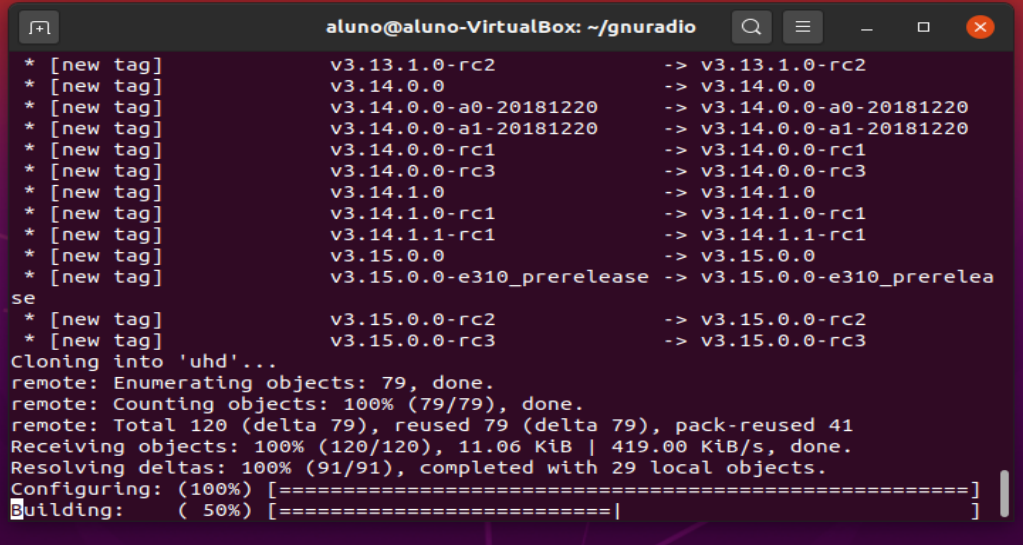 aluno@aluno-VirtualBox: ~/gnuradio
* [new tag]                v3.13.1.0-rc2                -> v3.13.1.0-rc2
* [new tag]                v3.14.0.0                    -> v3.14.0.0
* [new tag]                v3.14.0.0-a0-20181220        -> v3.14.0.0-a0-20181220
* [new tag]                v3.14.0.0-a1-20181220        -> v3.14.0.0-a1-20181220
* [new tag]                v3.14.0.0-rc1                -> v3.14.0.0-rc1
* [new tag]                v3.14.0.0-rc3                -> v3.14.0.0-rc3
* [new tag]                v3.14.1.0                    -> v3.14.1.0
* [new tag]                v3.14.1.0-rc1                -> v3.14.1.0-rc1
* [new tag]                v3.14.1.1-rc1                -> v3.14.1.1-rc1
* [new tag]                v3.15.0.0                    -> v3.15.0.0
* [new tag]                v3.15.0.0-e310_prerelease -> v3.15.0.0-e310_prerelea
se
* [new tag]                v3.15.0.0-rc2                -> v3.15.0.0-rc2
* [new tag]                v3.15.0.0-rc3                -> v3.15.0.0-rc3
Cloning into 'uhd'...
remote: Enumerating objects: 79, done.
remote: Counting objects: 100% (79/79), done.
remote: Total 120 (delta 79), reused 79 (delta 79), pack-reused 41
Receiving objects: 100% (120/120), 11.06 KiB | 419.00 KiB/s, done.
Resolving deltas: 100% (91/91), completed with 29 local objects.
Configuring: (100%) [======================================================]
Building:    ( 50%) [==========================|                           ]